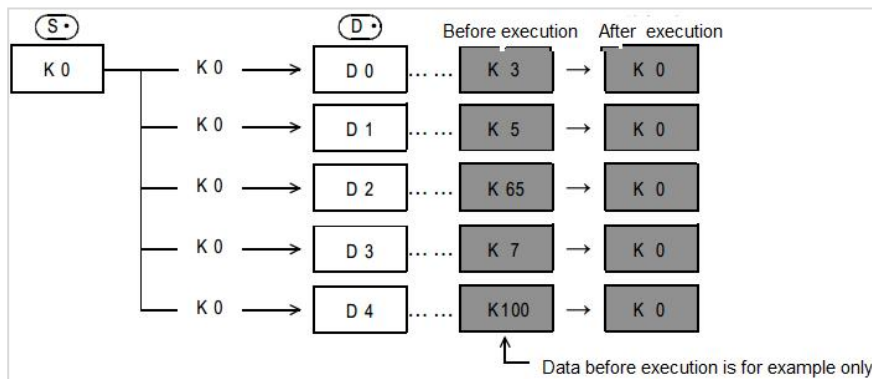 S· D· Before execution After execution
K 0 K 0 D 0 ... ... K 3 → K 0
K 0 D 1 ... ... K 5 → K 0
K 0 D 2 ... ... K 65 → K 0
K 0 D 3 ... ... K 7 → K 0
K 0 D 4 ... ... K100 → K 0
Data before execution is for example only